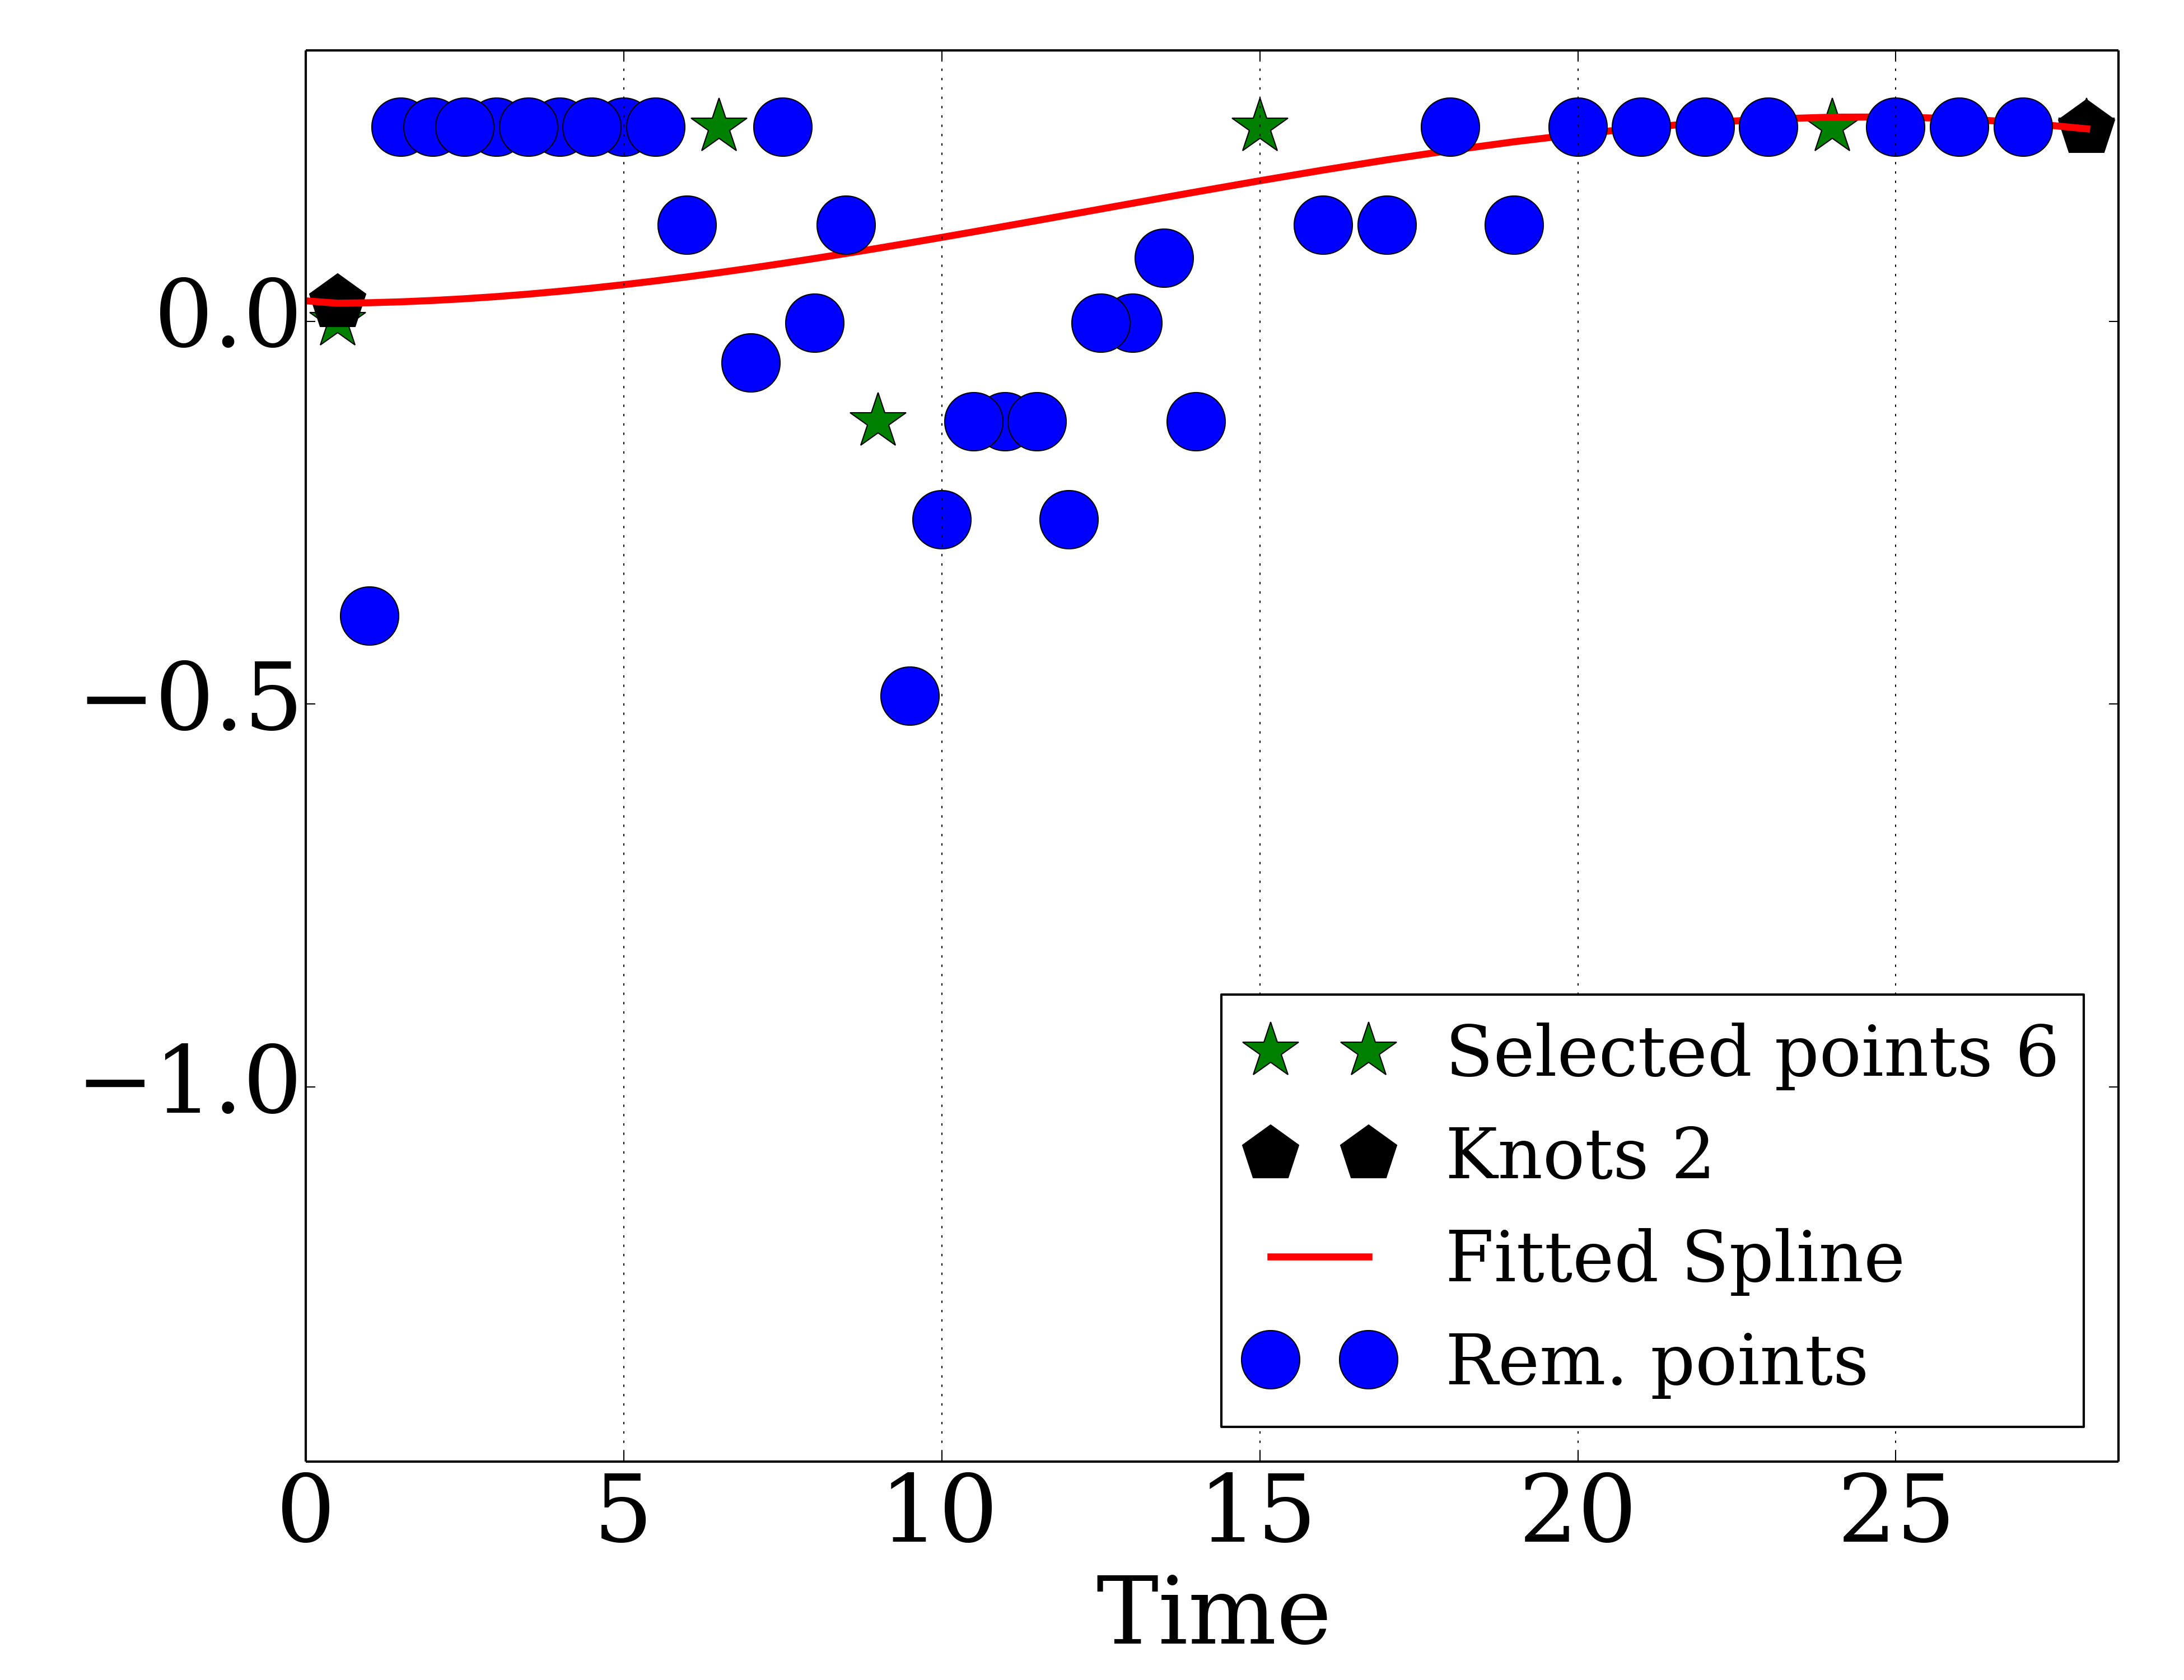 0.0
−0.5
−1.0
Selected points 6
Knots 2
Fitted Spline
Rem. points
0 5 10 15 20 25
Time